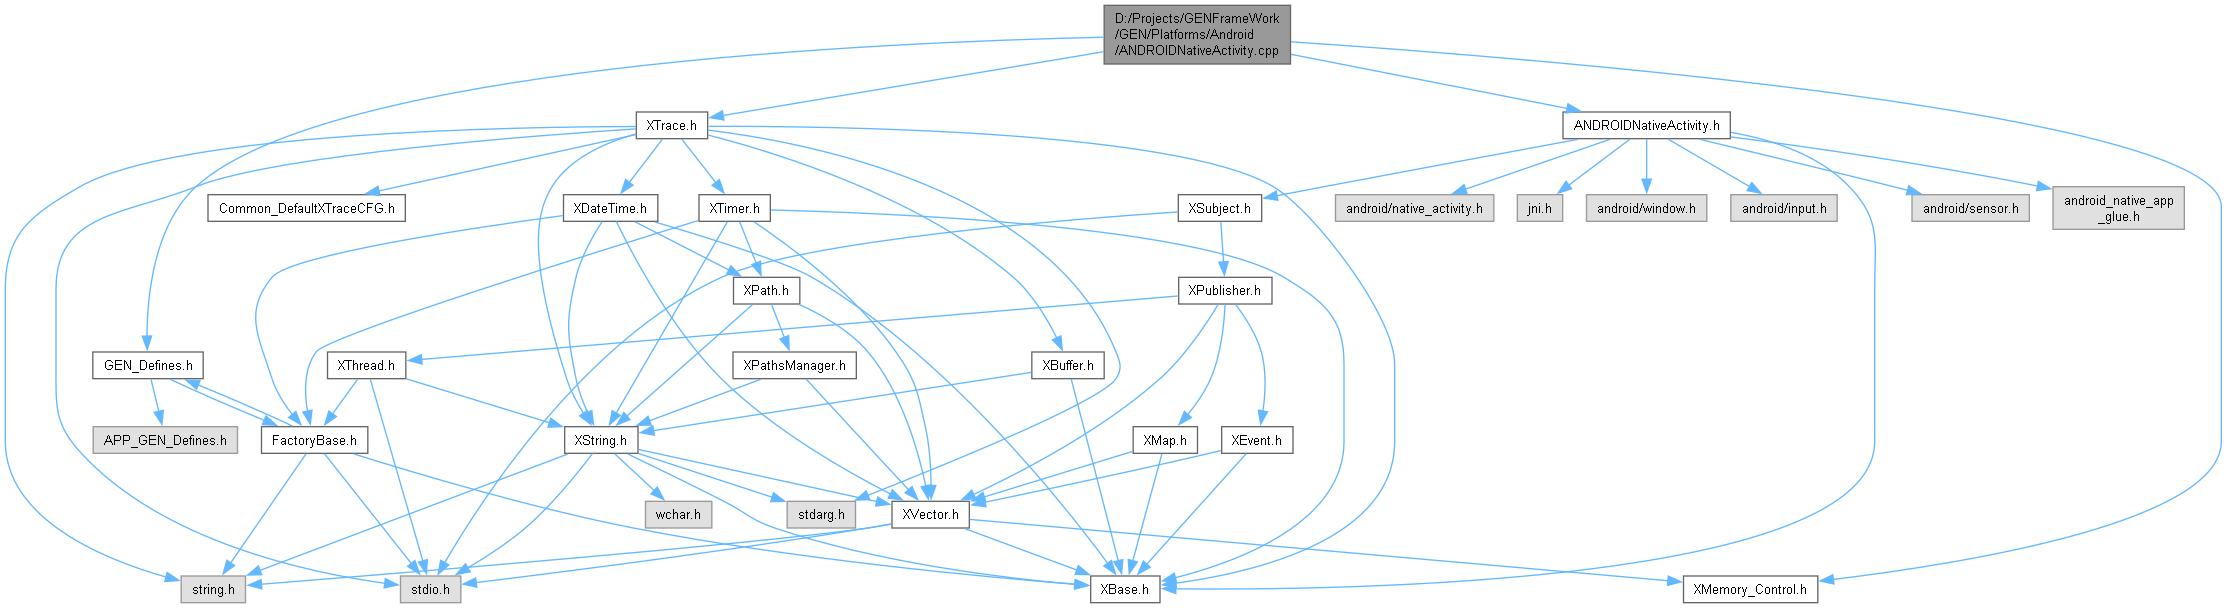 D:/Projects/GENFrameWork
/GEN/Platforms/Android
/ANDROIDNativeActivity.cpp
XTrace.h
ANDROIDNativeActivity.h
Common_DefaultXTraceCFG.h
XDateTime.h
XTimer.h
XSubject.h
android/native_activity.h
jni.h
android/window.h
android/input.h
android/sensor.h
android_native_app
_glue.h
XPath.h
XPublisher.h
GEN_Defines.h
XThread.h
XPathsManager.h
XBuffer.h
APP_GEN_Defines.h
FactoryBase.h
XString.h
XMap.h
XEvent.h
wchar.h
stdarg.h
XVector.h
string.h
stdio.h
XBase.h
XMemory_Control.h